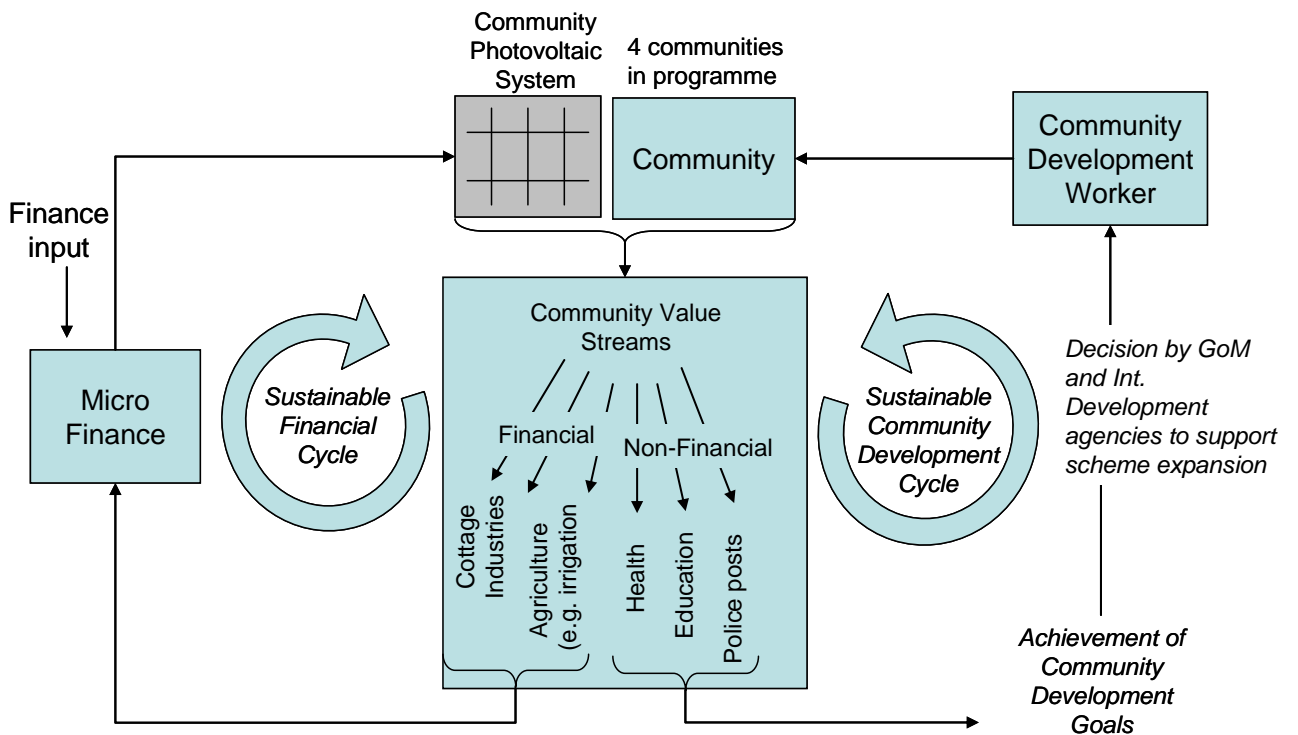 Community
Photovoltaic
System
4 communities
in programme
Community
Community
Development
Worker
Finance
input
Micro
Finance
Sustainable
Financial
Cycle
Community Value
Streams
Financial
Non-Financial
Cottage
Industries
Agriculture
(e.g. irrigation)
Health
Education
Police posts
Sustainable
Community
Development
Cycle
Decision by GoM
and Int.
Development
agencies to support
scheme expansion
Achievement of
Community
Development
Goals